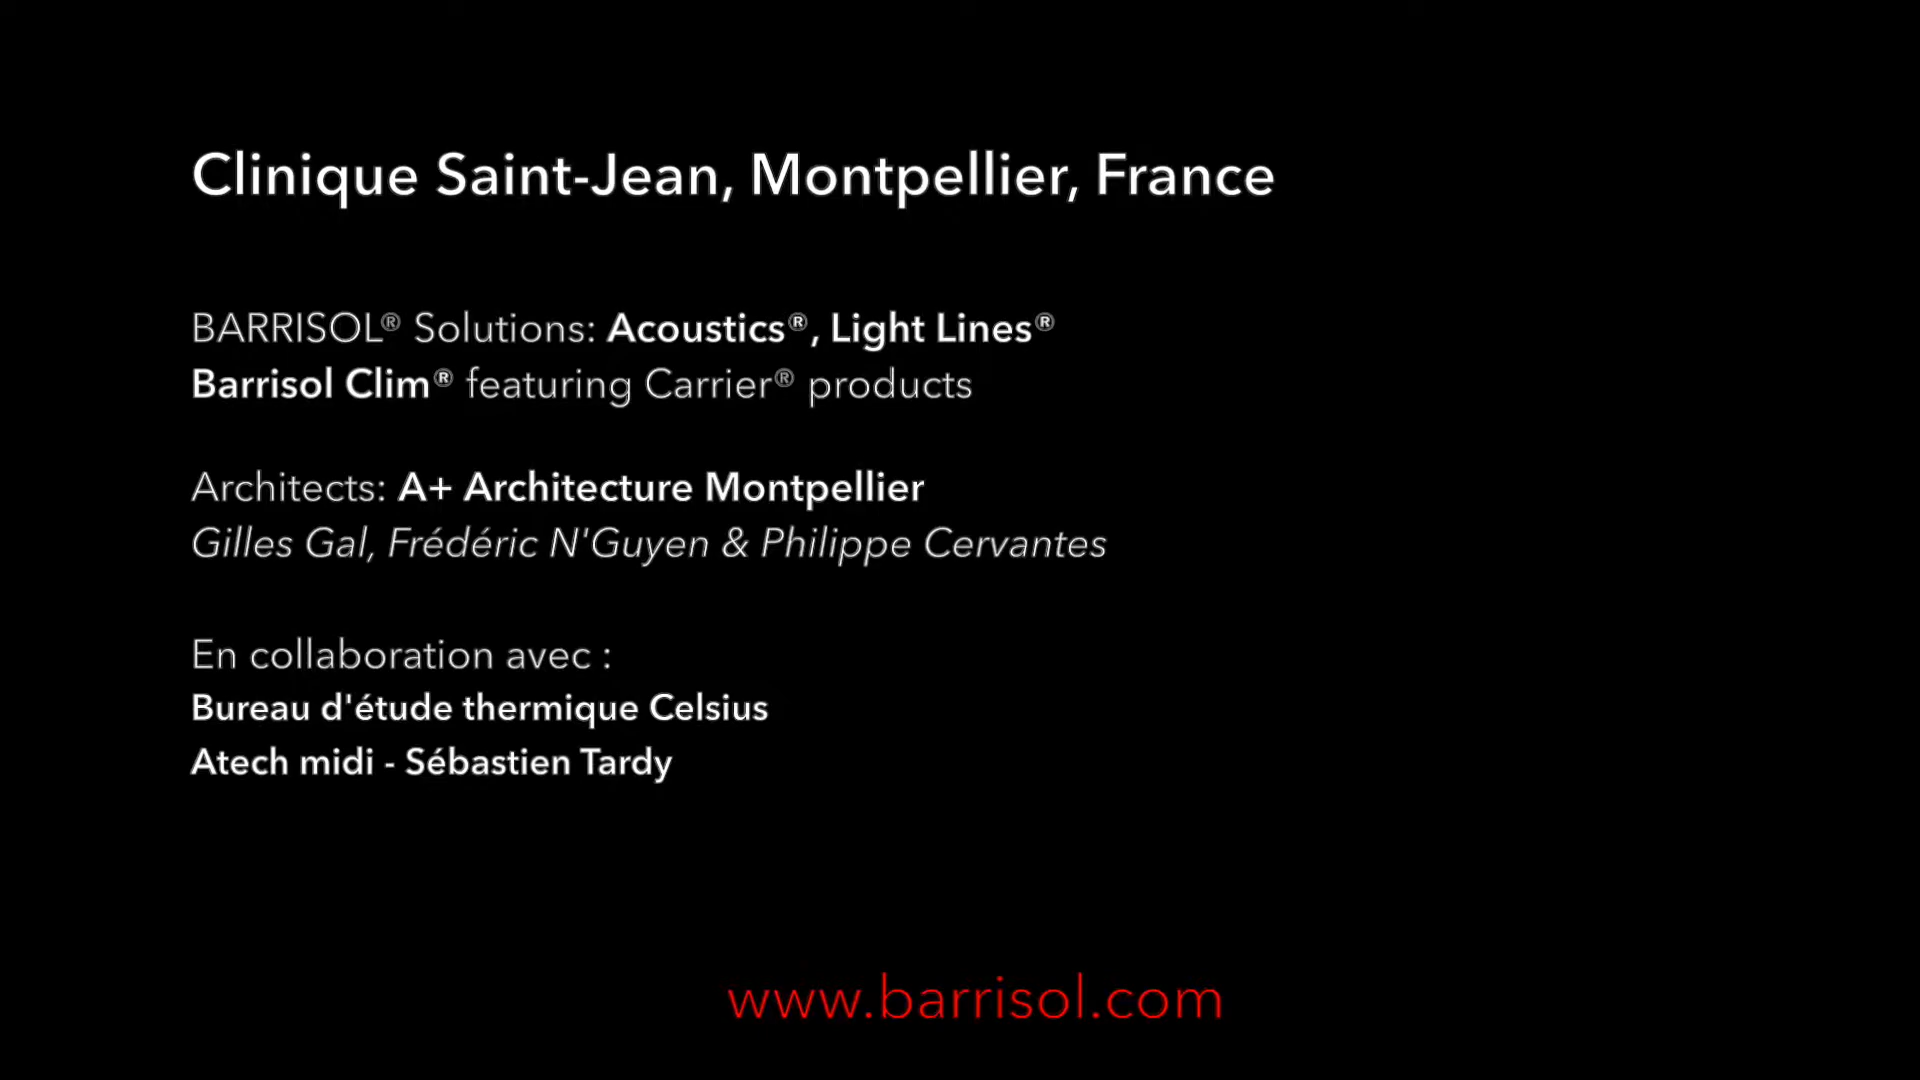 Clinique Saint-Jean, Montpellier, France
BARRISOL® Solutions: Acoustics®, Light Lines®
Barrisol Clim® featuring Carrier® products
Architects: A+ Architecture Montpellier
Gilles Gal, Frédéric N'Guyen & Philippe Cervantes
En collaboration avec :
Bureau d'étude thermique Celsius
Atech midi - Sébastien Tardy
www.barrisol.com